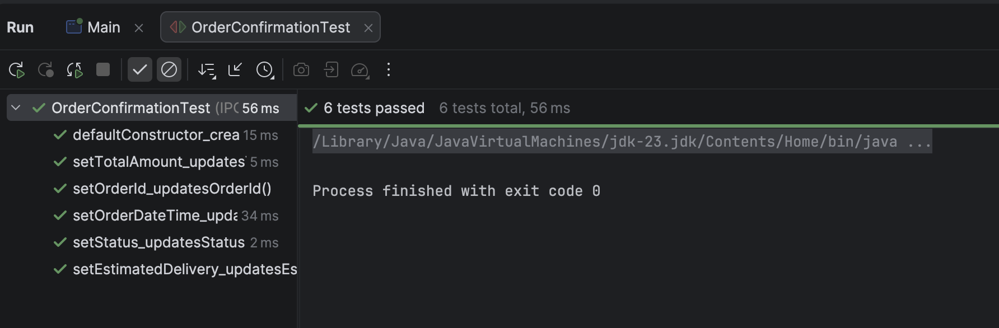 Run Main OrderConfirmationTest
OrderConfirmationTest (IPC 56 ms
6 tests passed 6 tests total, 56 ms
defaultConstructor_crea 15 ms
setTotalAmount_updates 5 ms
setOrderId_updatesOrderId()
setOrderDateTime_upda 34 ms
setStatus_updatesStatus 2 ms
setEstimatedDelivery_updatesEs
/Library/Java/JavaVirtualMachines/jdk-23.jdk/Contents/Home/bin/java ...
Process finished with exit code 0